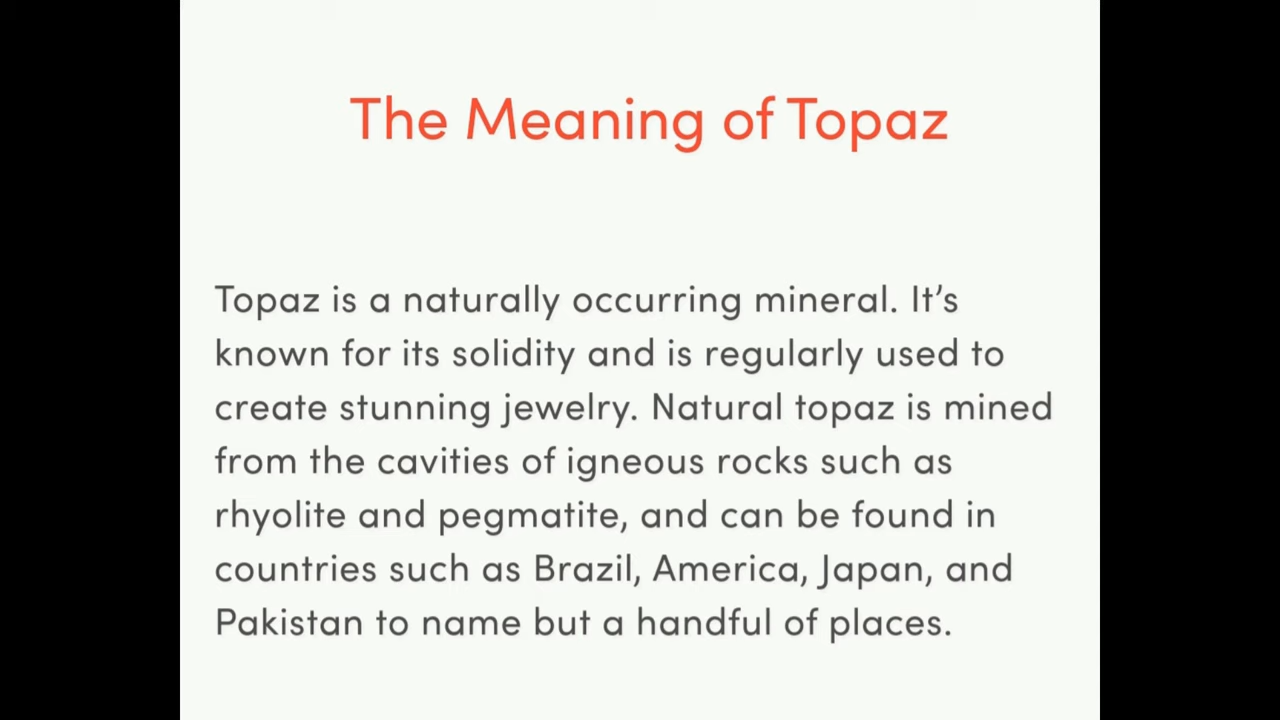 The Meaning of Topaz
Topaz is a naturally occurring mineral. It’s
known for its solidity and is regularly used to
create stunning jewelry. Natural topaz is mined
from the cavities of igneous rocks such as
rhyolite and pegmatite, and can be found in
countries such as Brazil, America, Japan, and
Pakistan to name but a handful of places.